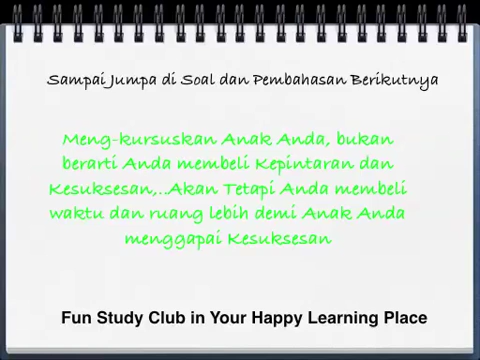 Sampai Jumpa di Soal dan Pembahasan Berikutnya
Meng-kursuskan Anak Anda, bukan
berarti Anda membeli Kepintaran dan
Kesuksesan,..Akan Tetapi Anda membeli
waktu dan ruang lebih demi Anak Anda
menggapai Kesuksesan
Fun Study Club in Your Happy Learning Place